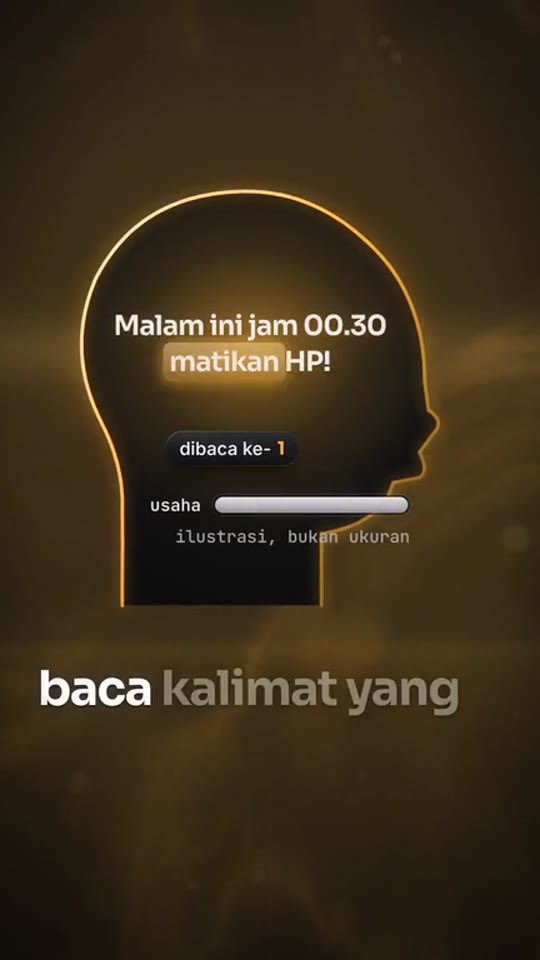 Malam ini jam 00.30
matikan HP!
dibaca ke- 1
usaha
ilustrasi, bukan ukuran
baca kalimat yang